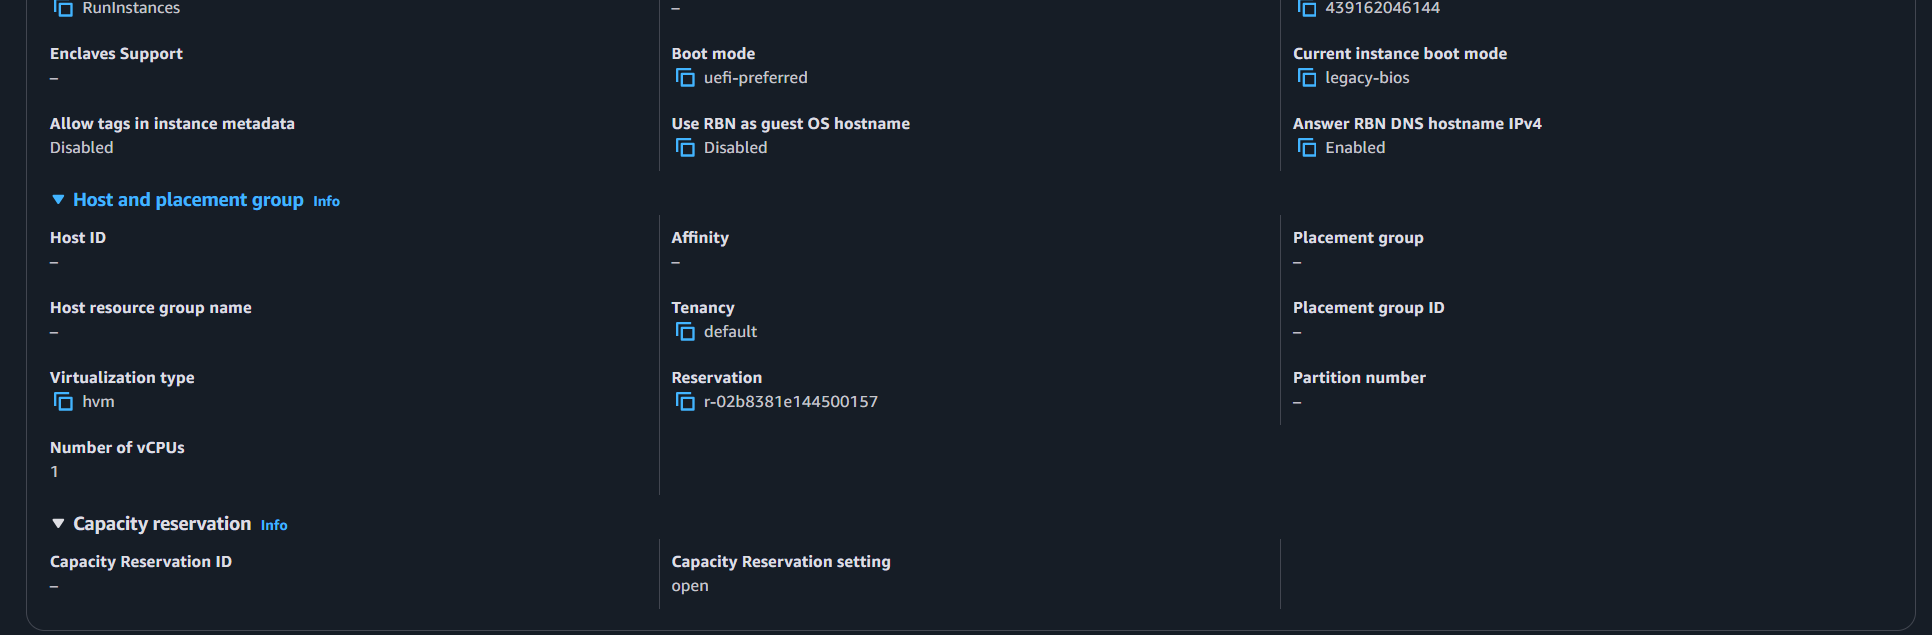 RunInstances
–
439162046144
Enclaves Support
–
Boot mode
uefi-preferred
Current instance boot mode
legacy-bios
Allow tags in instance metadata
Disabled
Use RBN as guest OS hostname
Disabled
Answer RBN DNS hostname IPv4
Enabled
Host and placement group Info
Host ID
–
Affinity
–
Placement group
–
Host resource group name
–
Tenancy
default
Placement group ID
–
Virtualization type
hvm
Reservation
r-02b8381e144500157
Partition number
–
Number of vCPUs
1
Capacity reservation Info
Capacity Reservation ID
–
Capacity Reservation setting
open